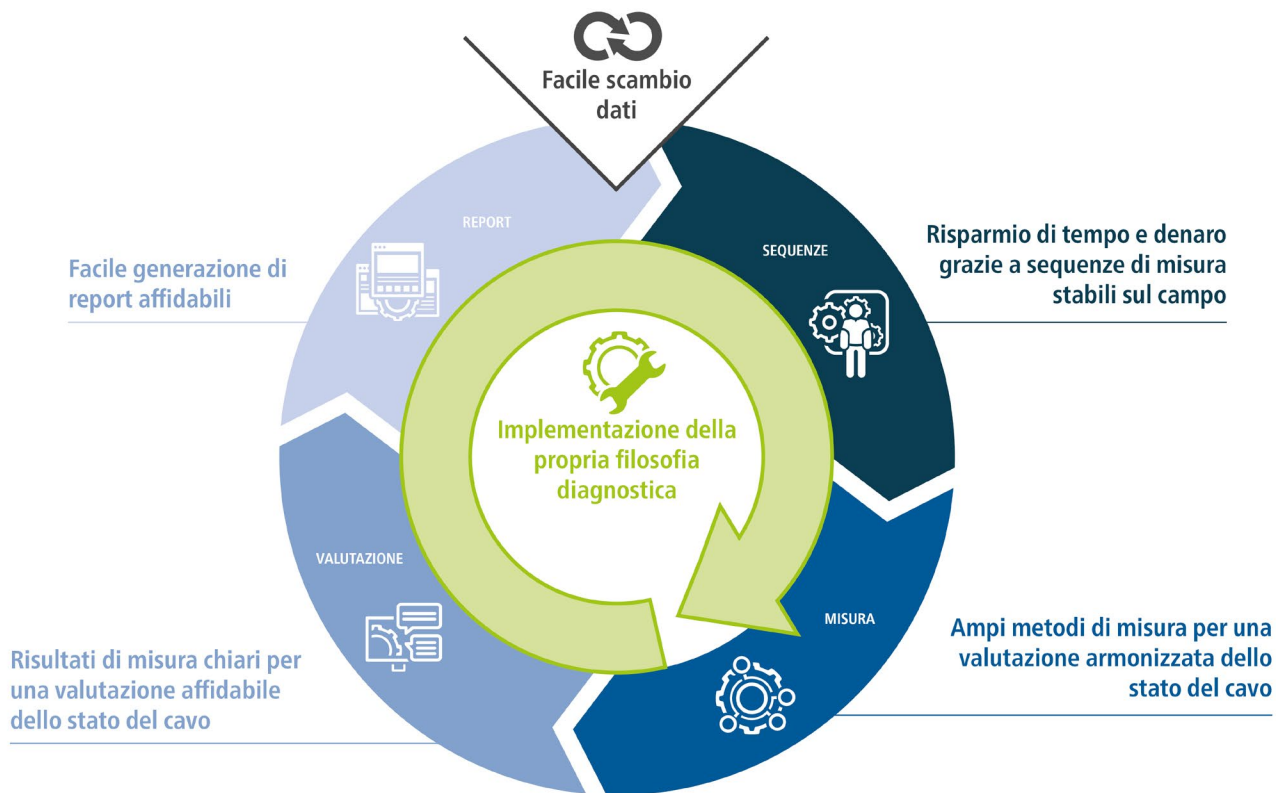 Facile scambio
dati
REPORT
SEQUENZE
Facile generazione di
report affidabili
Risparmio di tempo e denaro
grazie a sequenze di misura
stabili sul campo
Implementazione della
propria filosofia
diagnostica
VALUTAZIONE
MISURA
Risultati di misura chiari per
una valutazione affidabile
dello stato del cavo
Ampi metodi di misura per una
valutazione armonizzata dello
stato del cavo